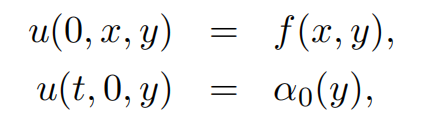 u(0, x, y) = f(x, y),
u(t, 0, y) = α₀(y),